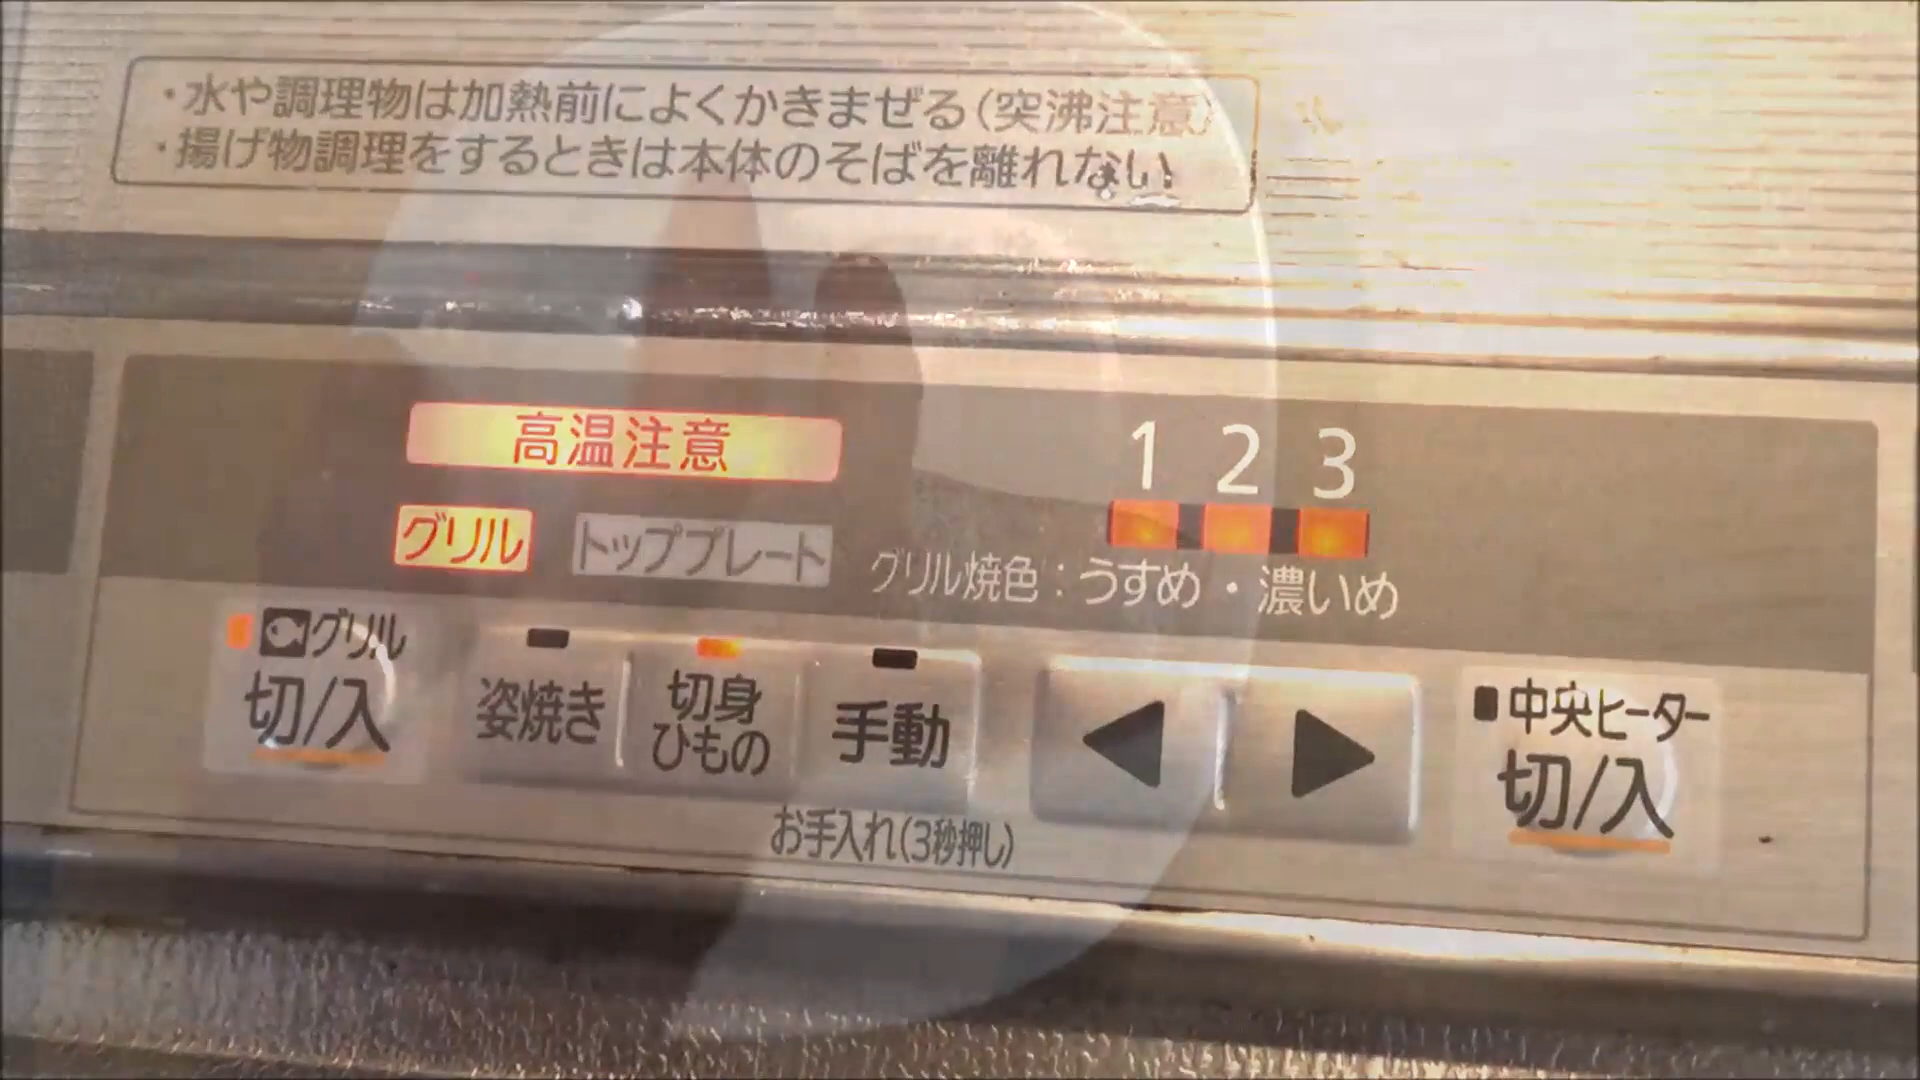 ・水や調理物は加熱前によくかきまぜる(突沸注意)
・揚げ物調理をするときは本体のそばを離れない
高温注意
1 2 3
グリル トッププレート
グリル焼色：うすめ・濃いめ
グリル
切/入
姿焼き
切身
ひもの
手動
◀ ▶
中央ヒーター
切/入
お手入れ(3秒押し)